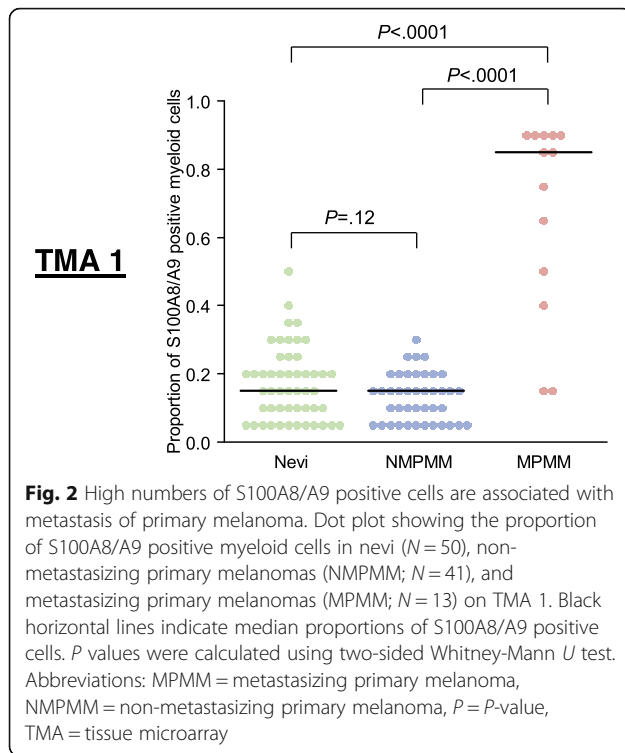 P<.0001
P<.0001
Proportion of S100A8/A9 positive myeloid cells
1.0
0.8
P=.12
0.6
TMA 1
0.4
0.2
0.0
Nevi NMPMM MPMM
Fig. 2 High numbers of S100A8/A9 positive cells are associated with
metastasis of primary melanoma. Dot plot showing the proportion
of S100A8/A9 positive myeloid cells in nevi (N = 50), non-
metastasizing primary melanomas (NMPMM; N = 41), and
metastasizing primary melanomas (MPMM; N = 13) on TMA 1. Black
horizontal lines indicate median proportions of S100A8/A9 positive
cells. P values were calculated using two-sided Whitney-Mann U test.
Abbreviations: MPMM = metastasizing primary melanoma,
NMPMM = non-metastasizing primary melanoma, P = P-value,
TMA = tissue microarray